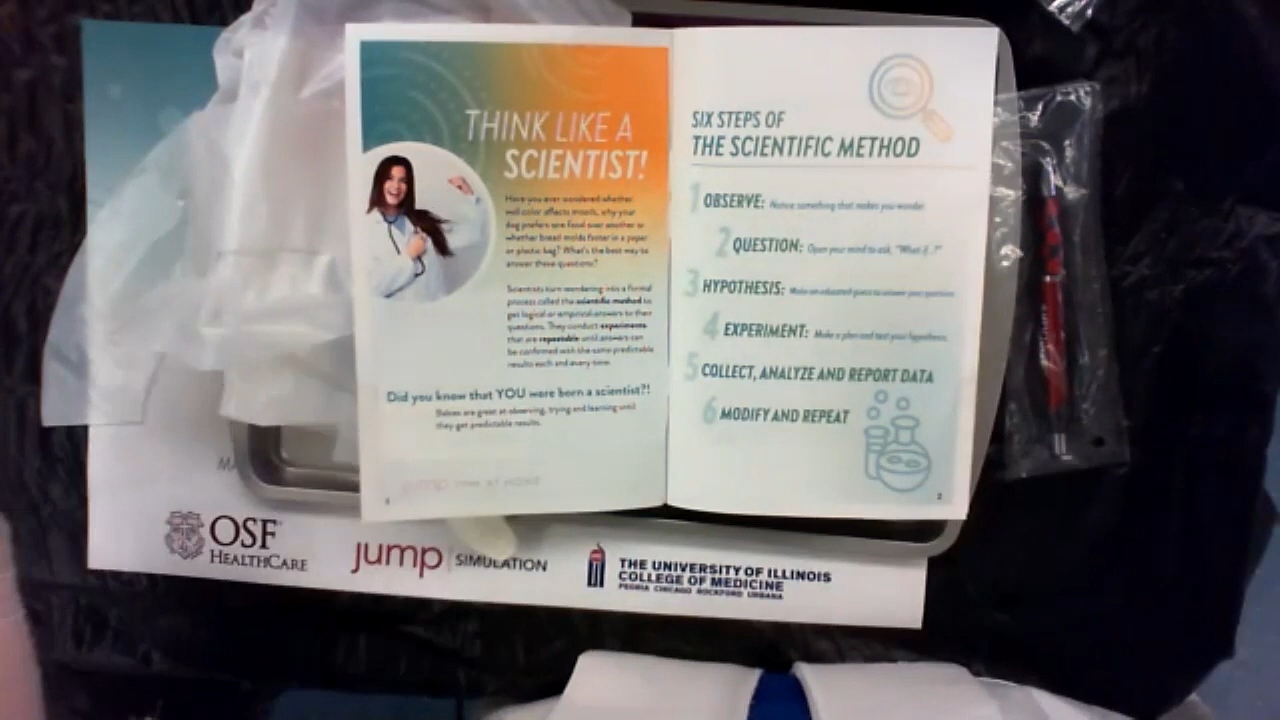 THINK LIKE A
SCIENTIST!
Have you ever wondered whether
wall color affects moods, why your
dog prefers one food over another or
whether bread molds faster in a paper
or plastic bag? What's the best way to
answer these questions?
Scientists turn wondering into a formal
process called the scientific method to
get logical or empirical answers to their
questions. They conduct experiments
that are repeatable until answers can
be confirmed with the same predictable
results each and every time.
Did you know that YOU were born a scientist?!
Babies are great at observing, trying and learning until
they get predictable results.
SIX STEPS OF
THE SCIENTIFIC METHOD
1 OBSERVE: Notice something that makes you wonder.
2 QUESTION: Open your mind to ask, "What if...?"
3 HYPOTHESIS: Make an educated guess to answer your question.
4 EXPERIMENT: Make a plan and test your hypothesis.
5 COLLECT, ANALYZE AND REPORT DATA
6 MODIFY AND REPEAT
2
MA
OSF
HEALTHCARE
jump SIMULATION
THE UNIVERSITY OF ILLINOIS
COLLEGE OF MEDICINE
PEORIA CHICAGO ROCKFORD URBANA